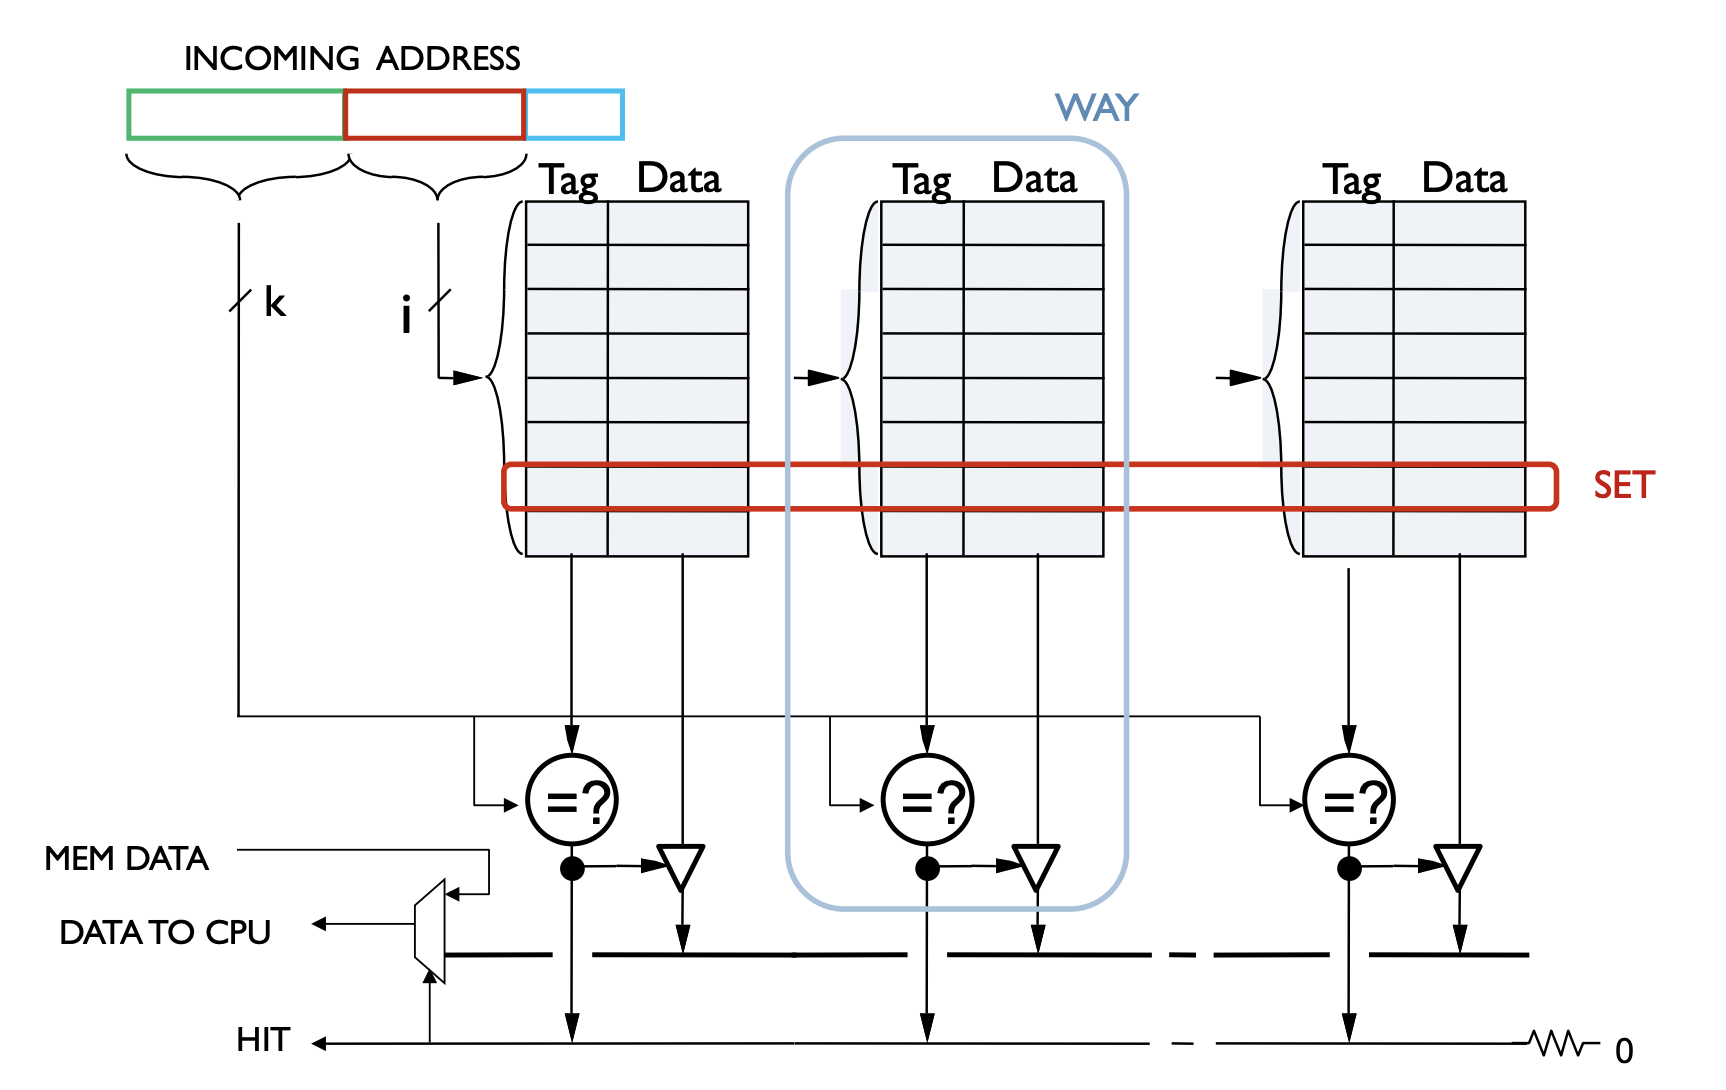 INCOMING ADDRESS
WAY
Tag Data
Tag Data
Tag Data
k
i
SET
=?
=?
=?
MEM DATA
DATA TO CPU
HIT
0